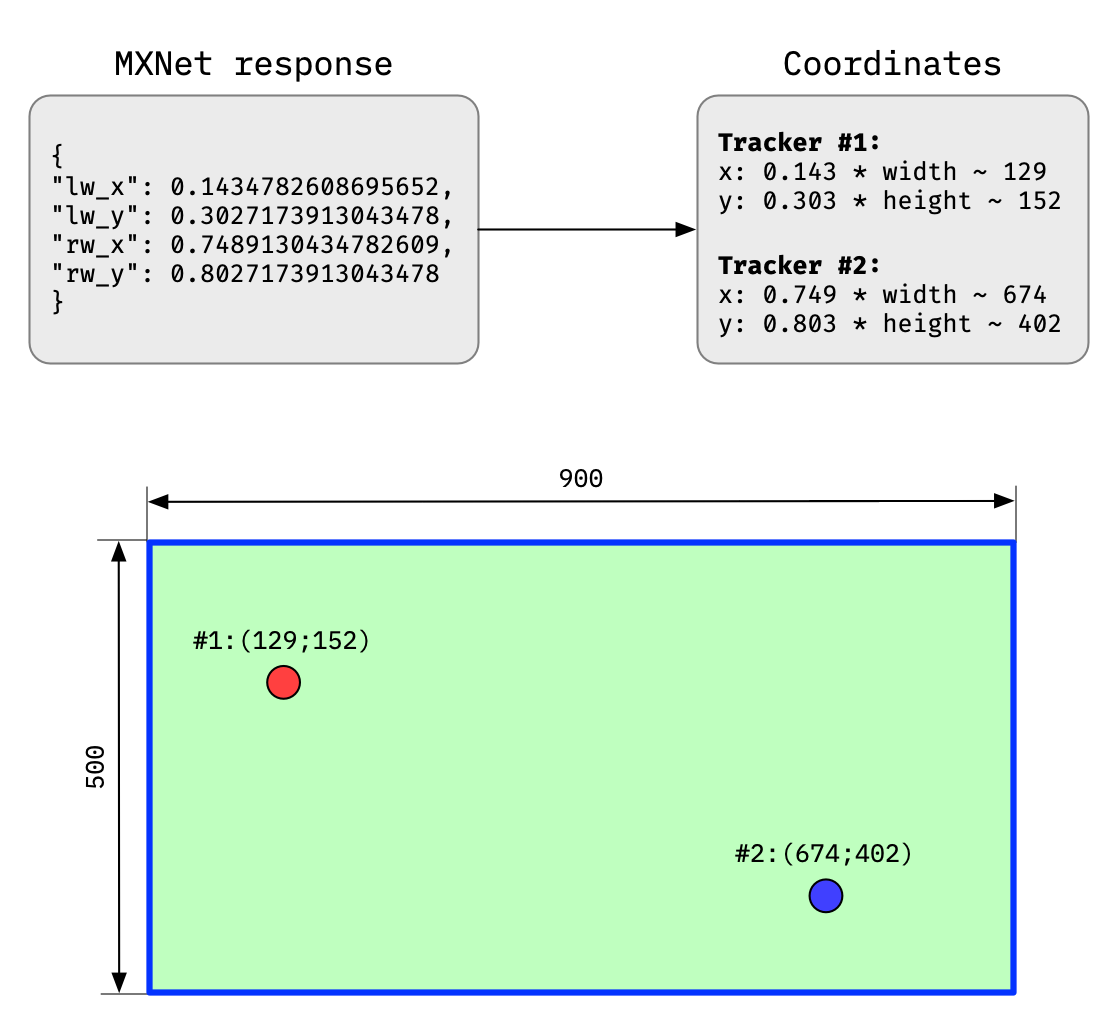 MXNet response
{
"lw_x": 0.1434782608695652,
"lw_y": 0.3027173913043478,
"rw_x": 0.7489130434782609,
"rw_y": 0.8027173913043478
}
Coordinates
Tracker #1:
x: 0.143 * width ~ 129
y: 0.303 * height ~ 152
Tracker #2:
x: 0.749 * width ~ 674
y: 0.803 * height ~ 402
900
500
#1:(129;152)
#2:(674;402)